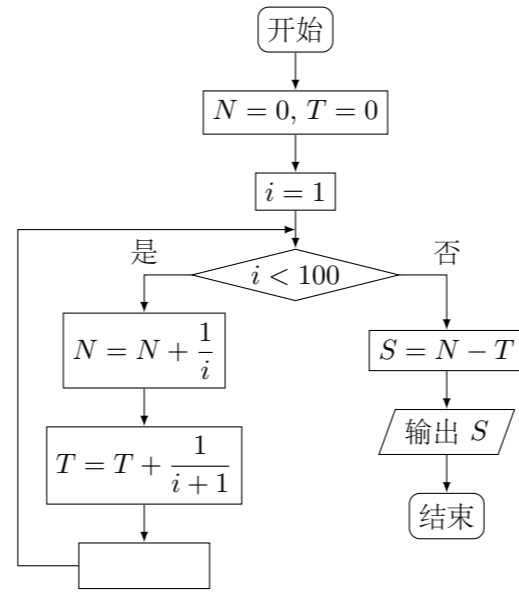 开始
N = 0, T = 0
i = 1
是
i < 100
否
N = N + 1/i
S = N − T
T = T + 1/(i + 1)
输出 S
结束